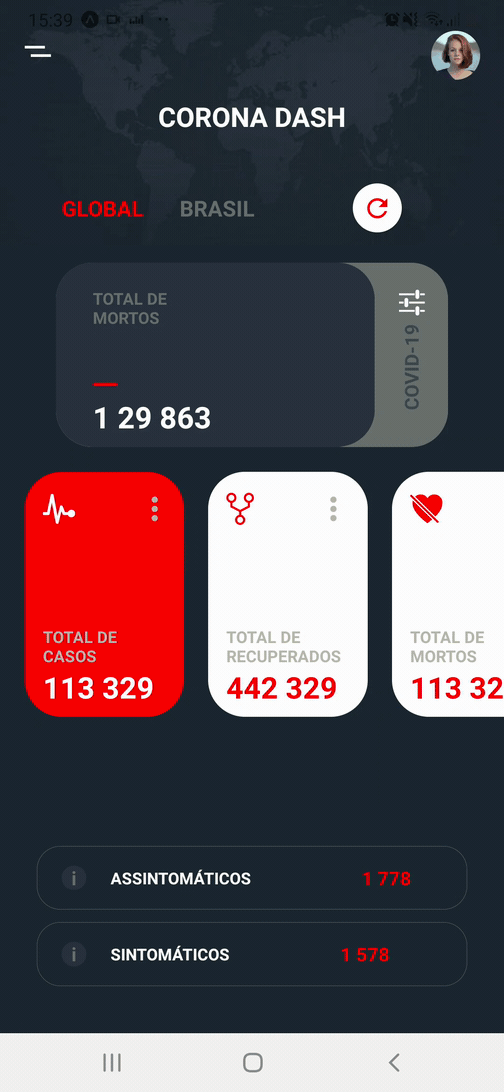 15:39
CORONA DASH
GLOBAL BRASIL
TOTAL DE
MORTOS
1 29 863
COVID-19
TOTAL DE
CASOS
113 329
TOTAL DE
RECUPERADOS
442 329
TOTAL DE
MORTOS
113 32
ASSINTOMÁTICOS 1 778
SINTOMÁTICOS 1 578